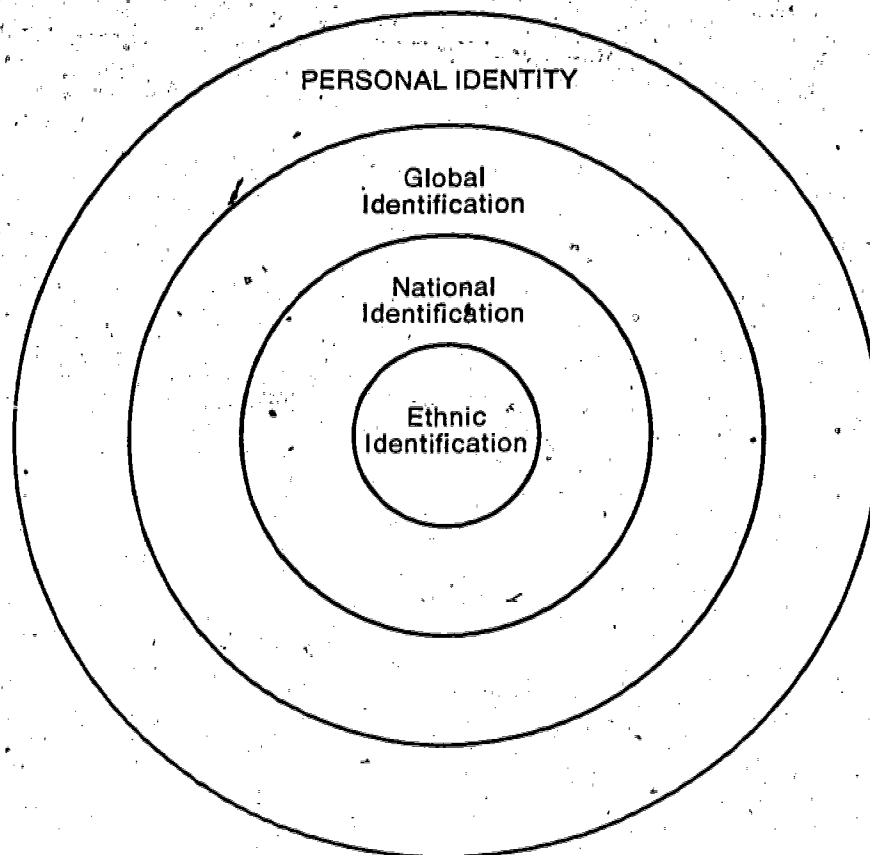 PERSONAL IDENTITY
Global
Identification
National
Identification
Ethnic
Identification